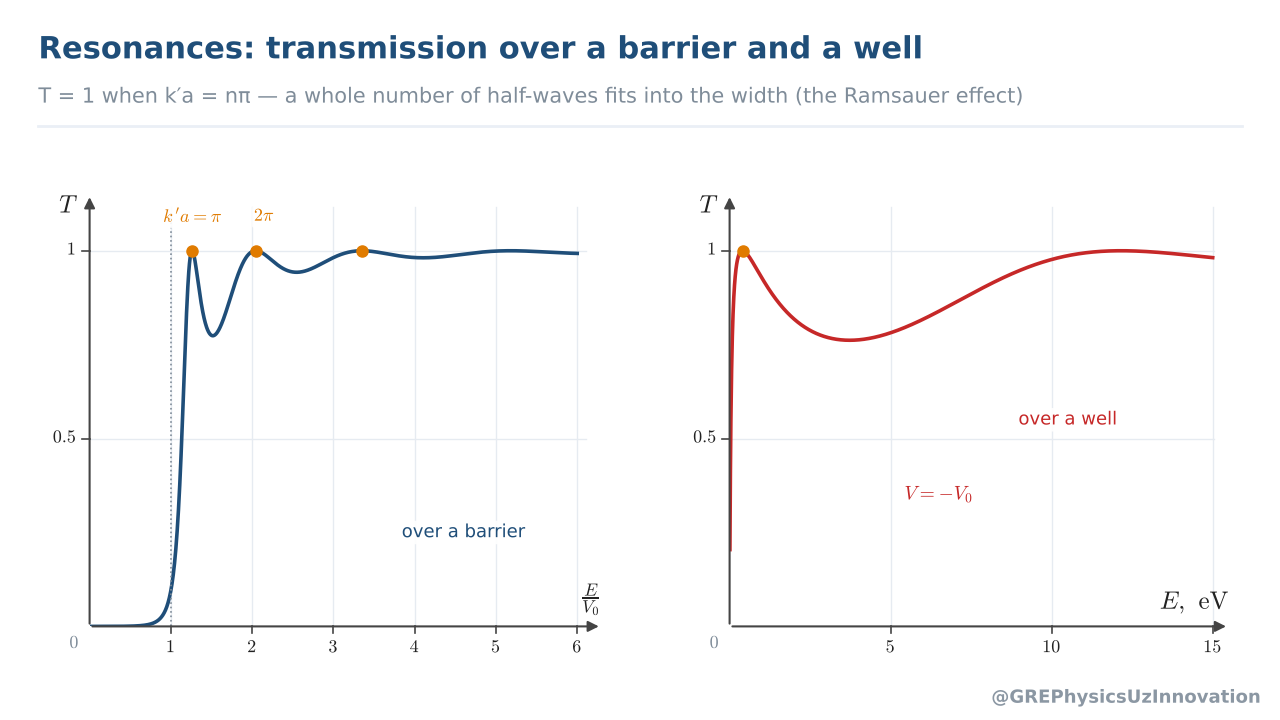 Resonances: transmission over a barrier and a well
T = 1 when k′a = nπ — a whole number of half-waves fits into the width (the Ramsauer effect)
T
k′a = π
2π
1
0.5
over a barrier
E/V₀
0
1
2
3
4
5
6
T
1
0.5
over a well
V = −V₀
E, eV
0
5
10
15
@GREPhysicsUzInnovation